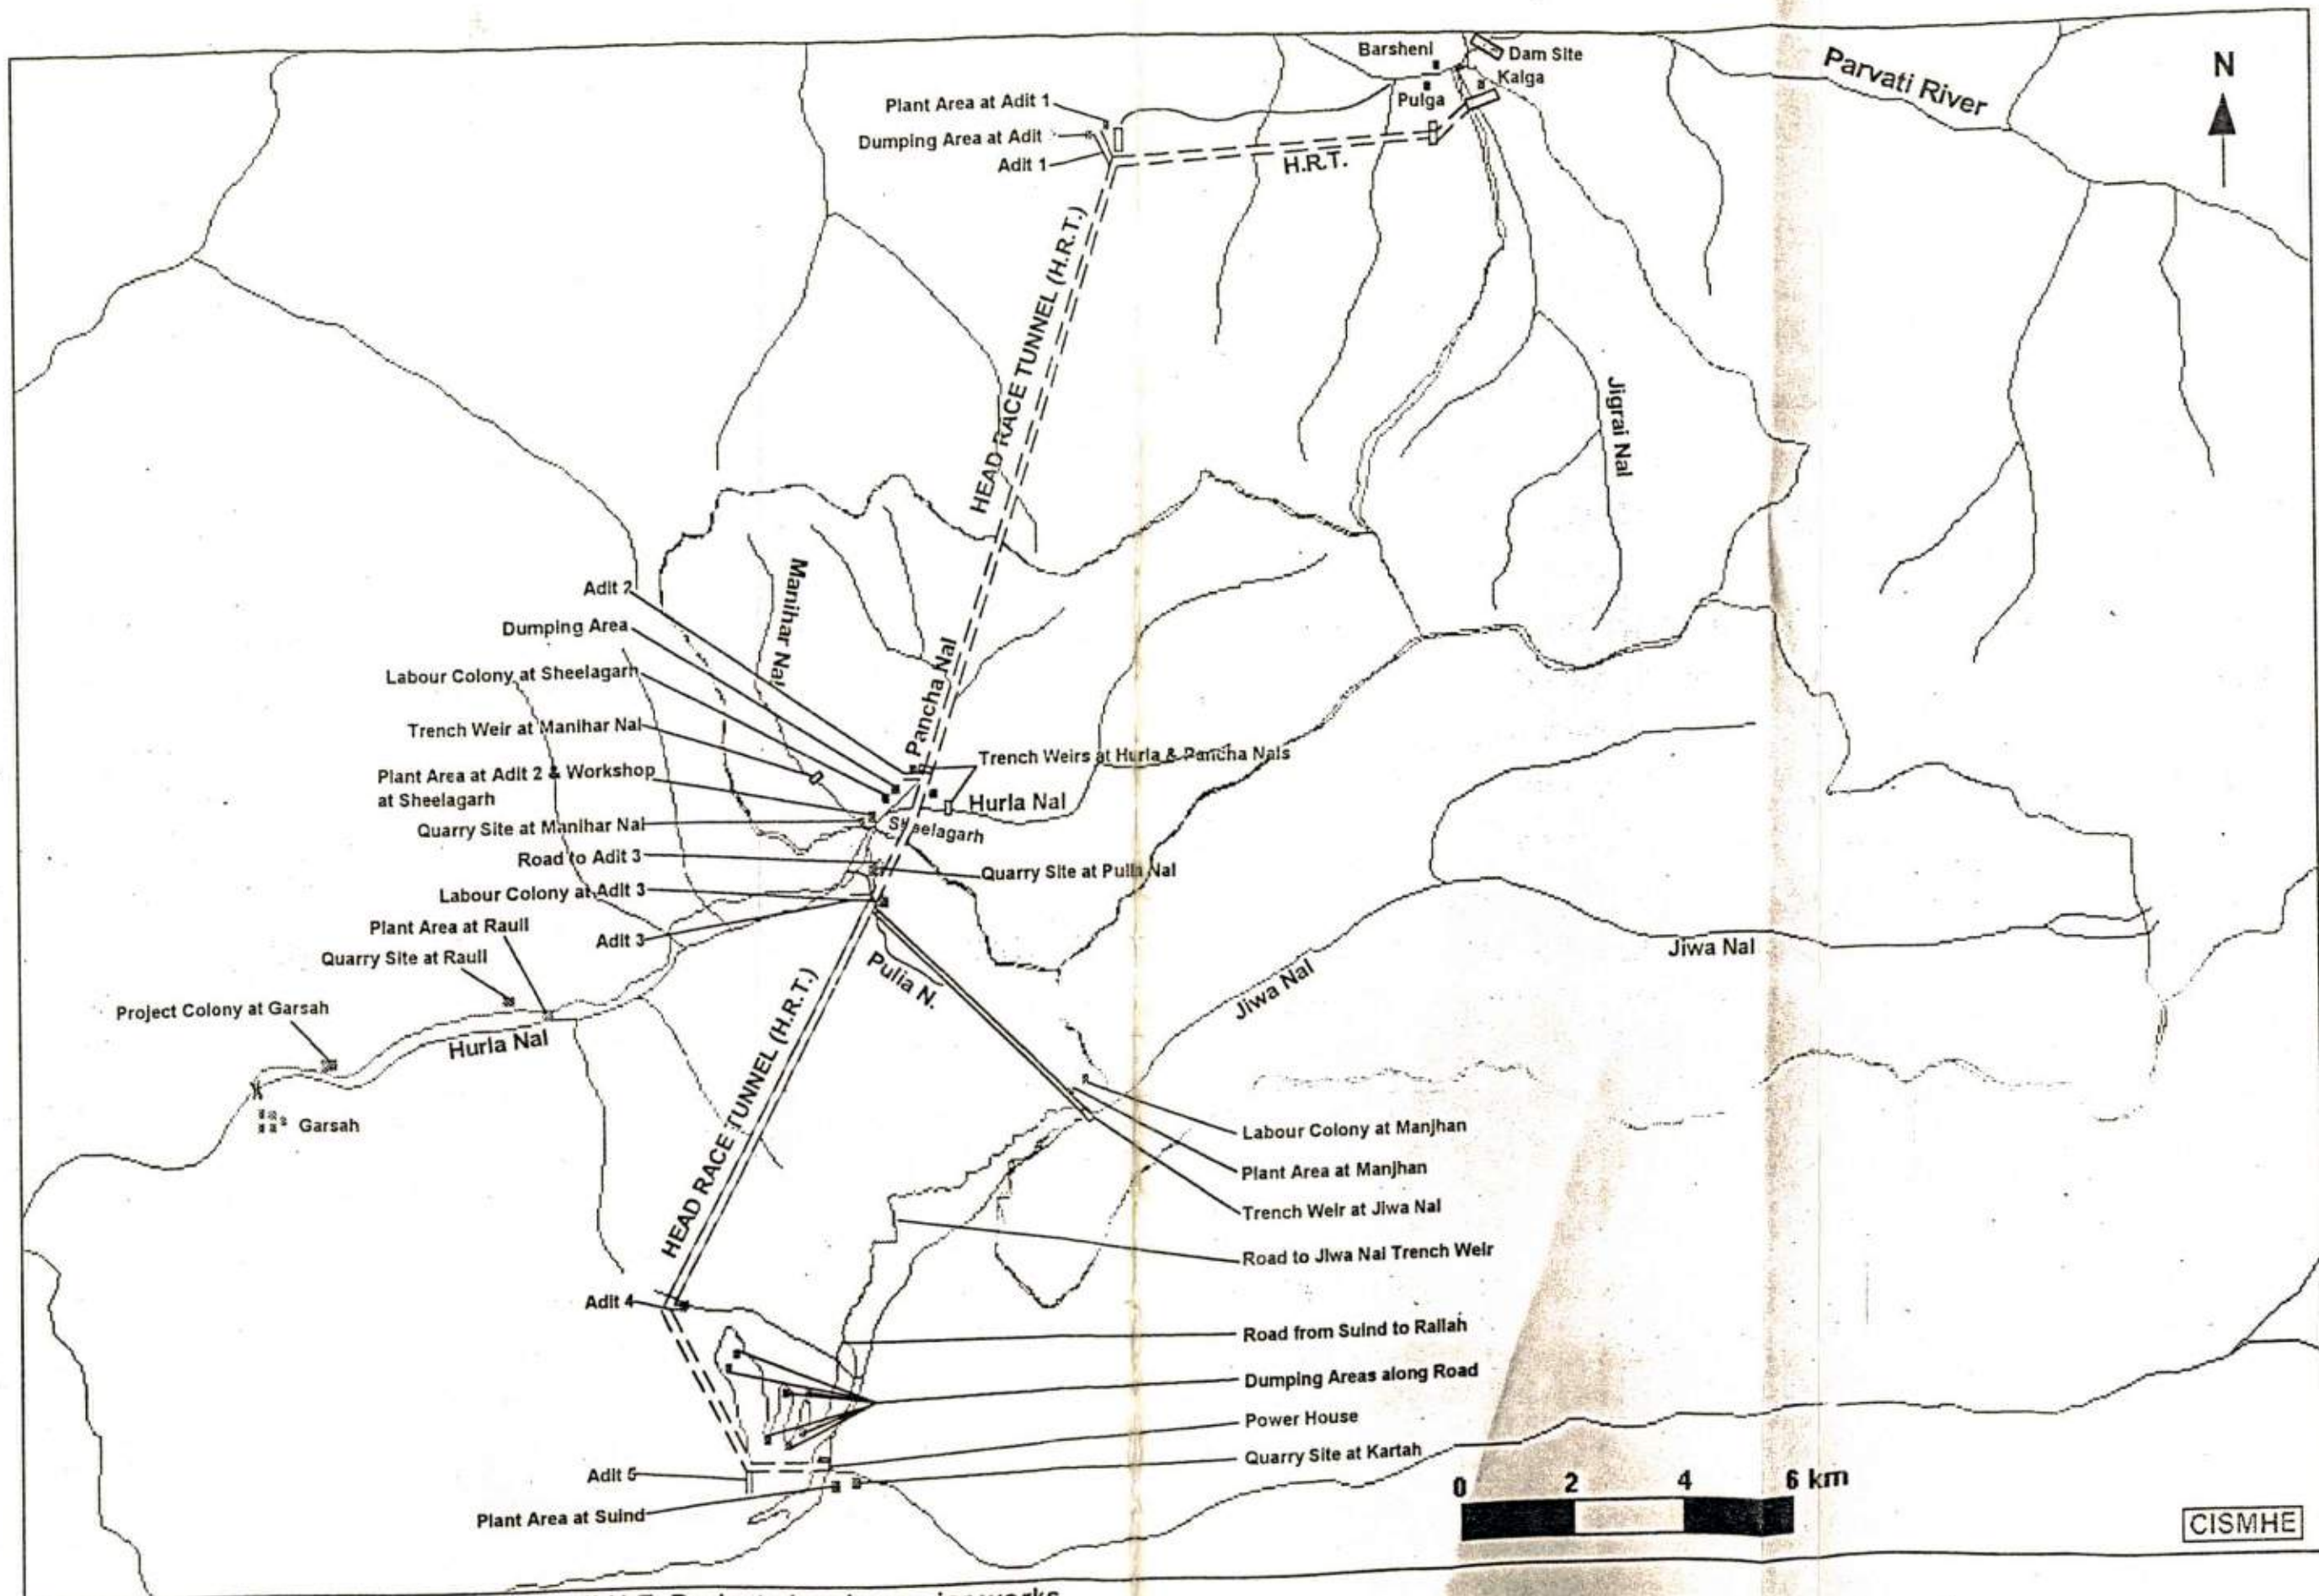 Barsheni
Dam Site
Kalga
Pulga
Parvati River
N
Plant Area at Adit 1
Dumping Area at Adit
Adit 1
H.R.T.
HEAD RACE TUNNEL (H.R.T.)
Jigrai Nal
Manihar Nal
Adit 2
Dumping Area
Labour Colony at Sheelagarh
Pancha Nal
Trench Weir at Manihar Nal
Trench Weirs at Hurla & Pancha Nals
Plant Area at Adit 2 & Workshop
at Sheelagarh
Hurla Nal
Quarry Site at Manihar Nal
Sheelagarh
Road to Adit 3
Quarry Site at Pulia Nal
Labour Colony at Adit 3
Plant Area at Raull
Adit 3
Quarry Site at Raull
Jiwa Nal
Pulia N.
Jiwa Nal
Project Colony at Garsah
Hurla Nal
HEAD RACE TUNNEL (H.R.T.)
Garsah
Labour Colony at Manjhan
Plant Area at Manjhan
Trench Weir at Jiwa Nal
Road to Jiwa Nal Trench Weir
Adit 4
Road from Suind to Rallah
Dumping Areas along Road
Power House
Quarry Site at Kartah
Adit 5
Plant Area at Suind
0 2 4 6 km
CISMHE